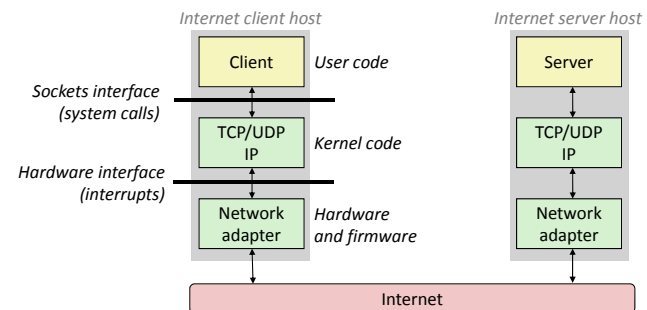 Internet client host
Internet server host
Client
User code
Server
Sockets interface
(system calls)
TCP/UDP
IP
Kernel code
TCP/UDP
IP
Hardware interface
(interrupts)
Network
adapter
Hardware
and firmware
Network
adapter
Internet